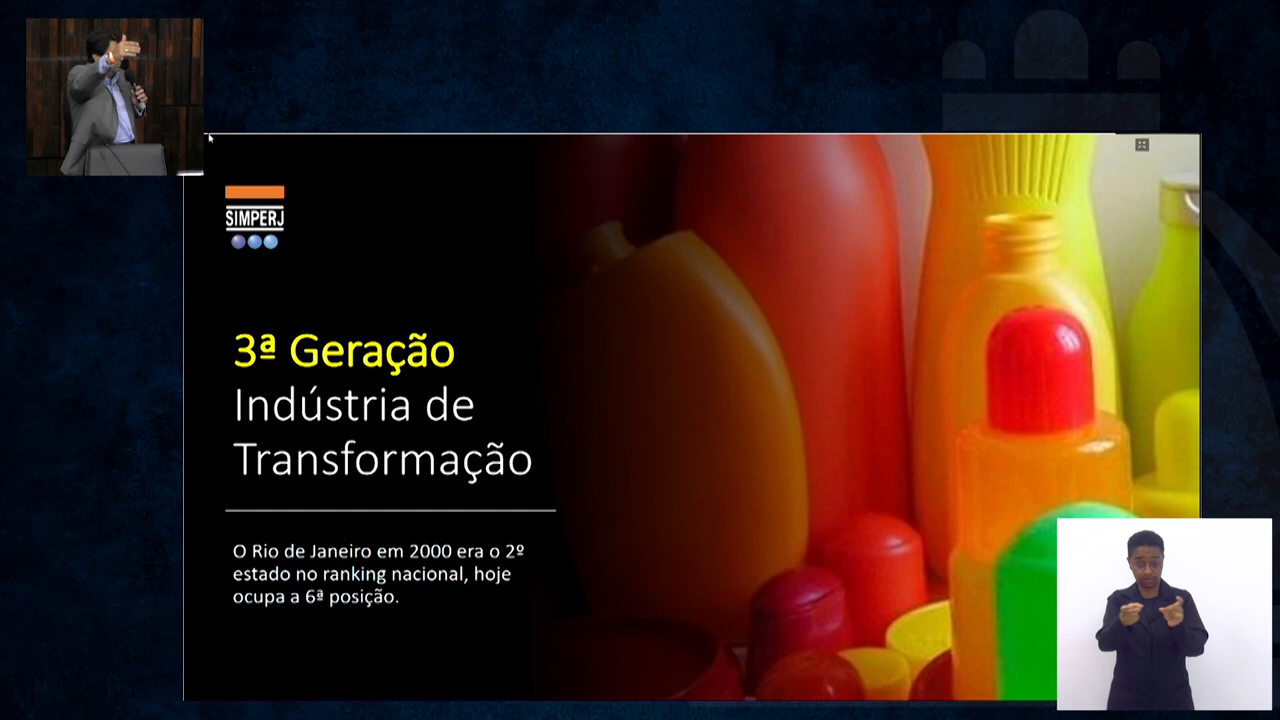 SIMPERJ
3ª Geração
Indústria de
Transformação
O Rio de Janeiro em 2000 era o 2º
estado no ranking nacional, hoje
ocupa a 6ª posição.